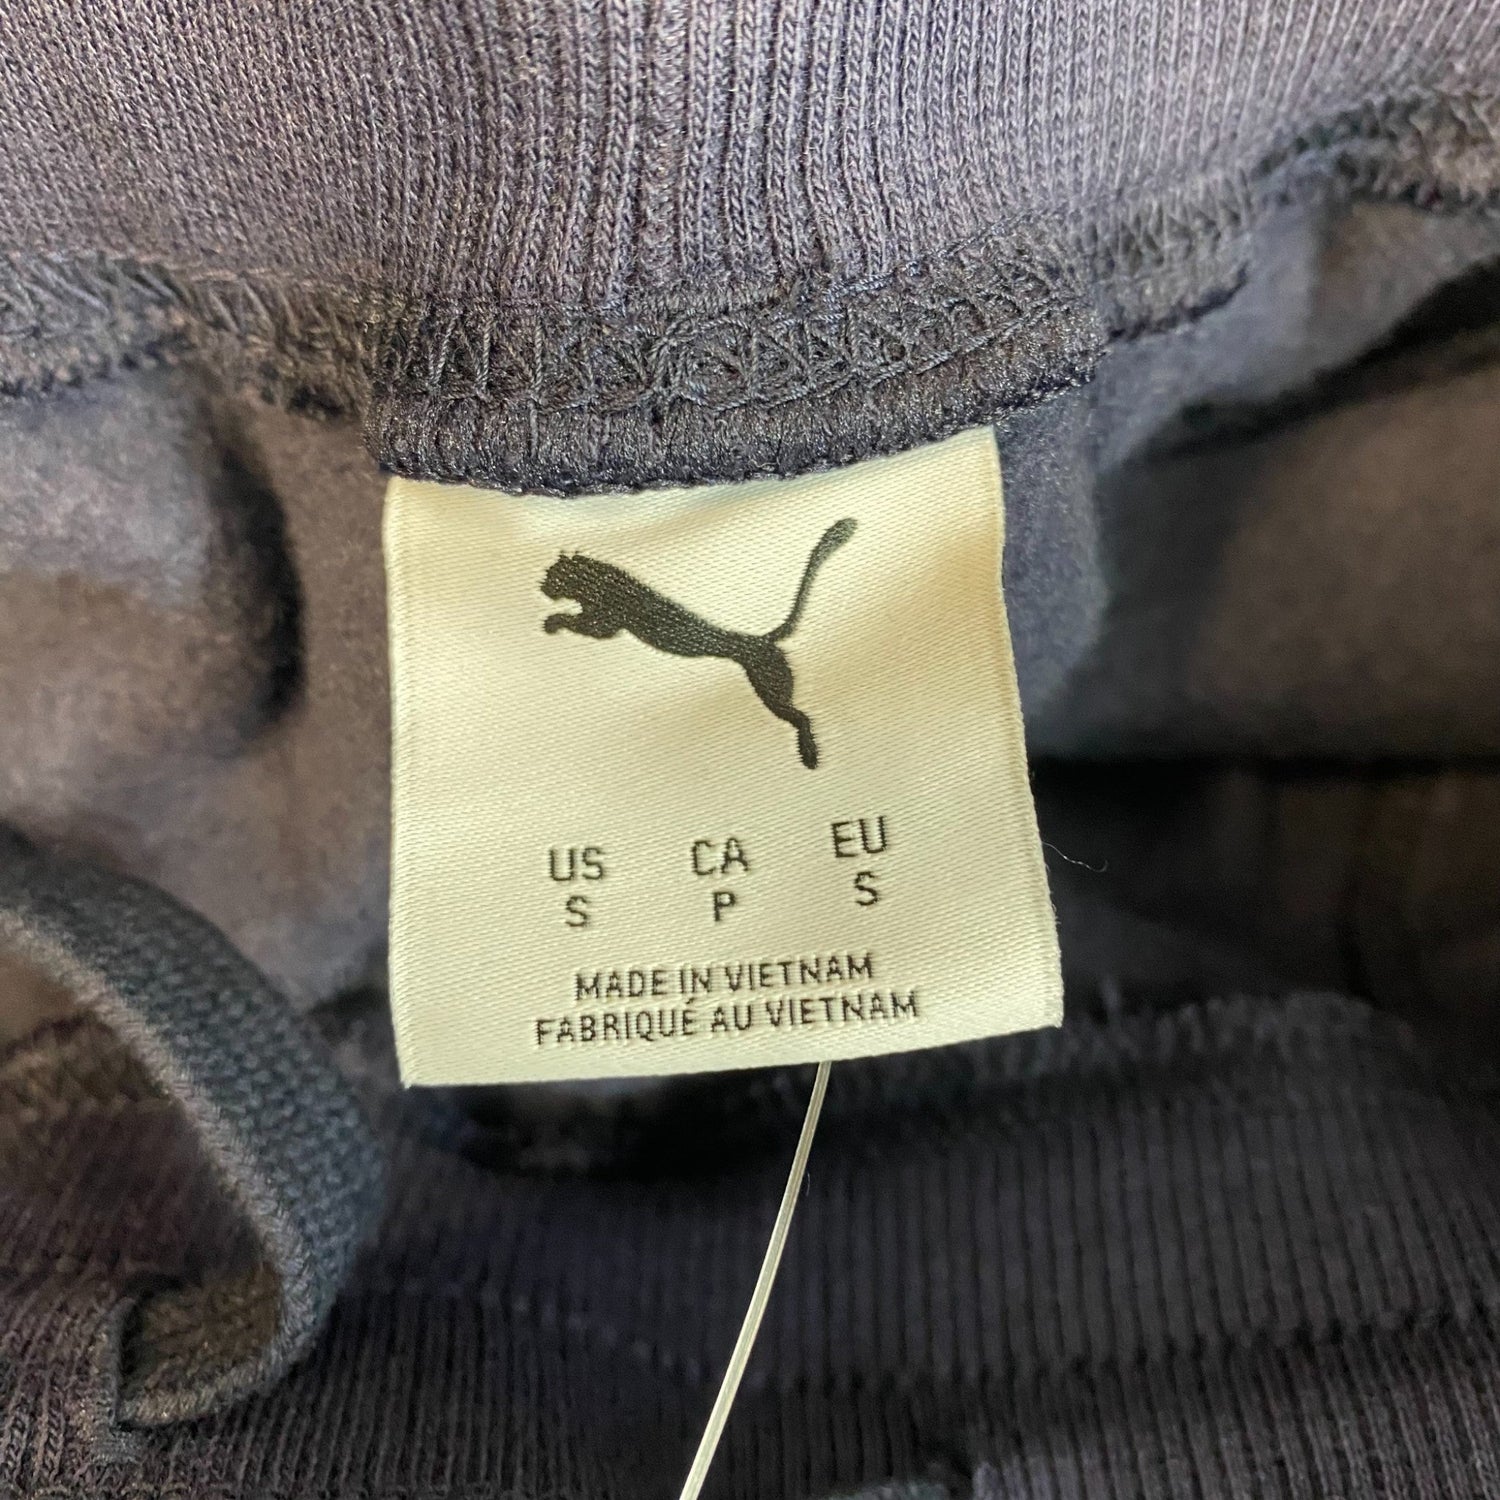 US CA EU
S P S
MADE IN VIETNAM
FABRIQUÉ AU VIETNAM